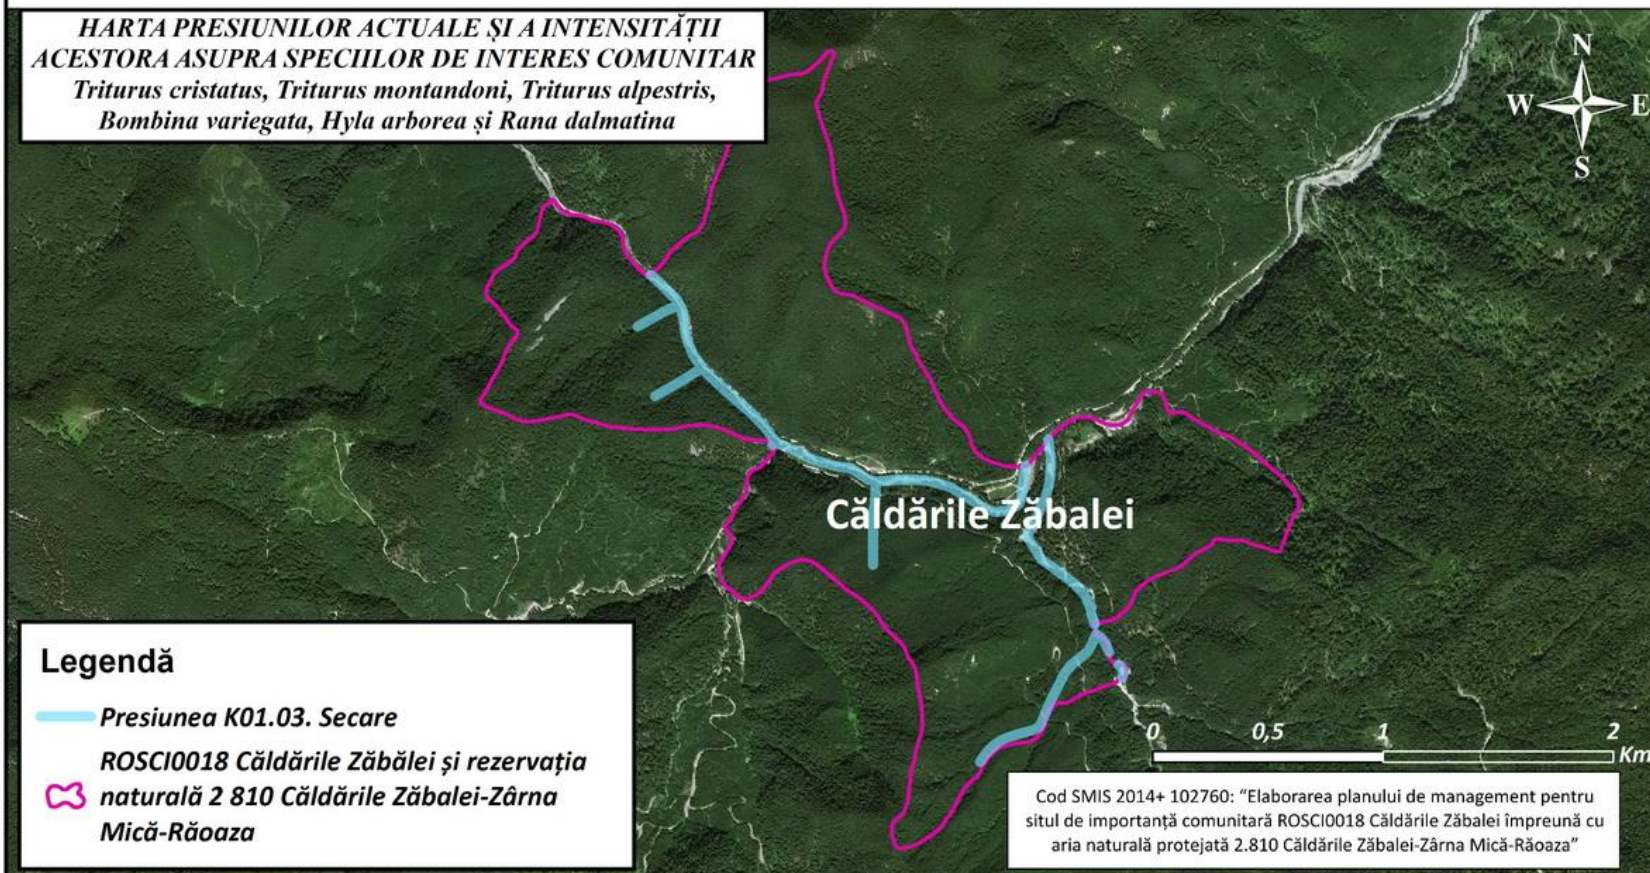 HARTA PRESIUNILOR ACTUALE ȘI A INTENSITĂȚII
ACESTORA ASUPRA SPECIILOR DE INTERES COMUNITAR
Triturus cristatus, Triturus montandoni, Triturus alpestris,
Bombina variegata, Hyla arborea și Rana dalmatina
N
W
E
S
Căldările Zăbalei
Legendă
Presiunea K01.03. Secare
ROSCI0018 Căldările Zăbălei și rezervația
naturală 2 810 Căldările Zăbalei-Zârna
Mică-Răoaza
0 0,5 1 2
Km
Cod SMIS 2014+ 102760: “Elaborarea planului de management pentru
situl de importanță comunitară ROSCI0018 Căldările Zăbalei împreună cu
aria naturală protejată 2.810 Căldările Zăbalei-Zârna Mică-Răoaza”